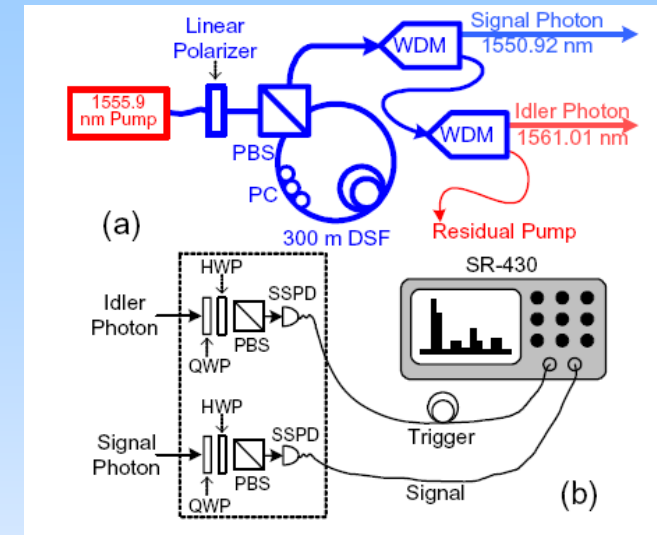 Linear
Polarizer
1555.9
nm Pump
PBS
PC
300 m DSF
WDM
Signal Photon
1550.92 nm
WDM
Idler Photon
1561.01 nm
Residual Pump
(a)
SR-430
HWP
SSPD
Idler
Photon
PBS
QWP
HWP
SSPD
Signal
Photon
PBS
QWP
Trigger
Signal
(b)